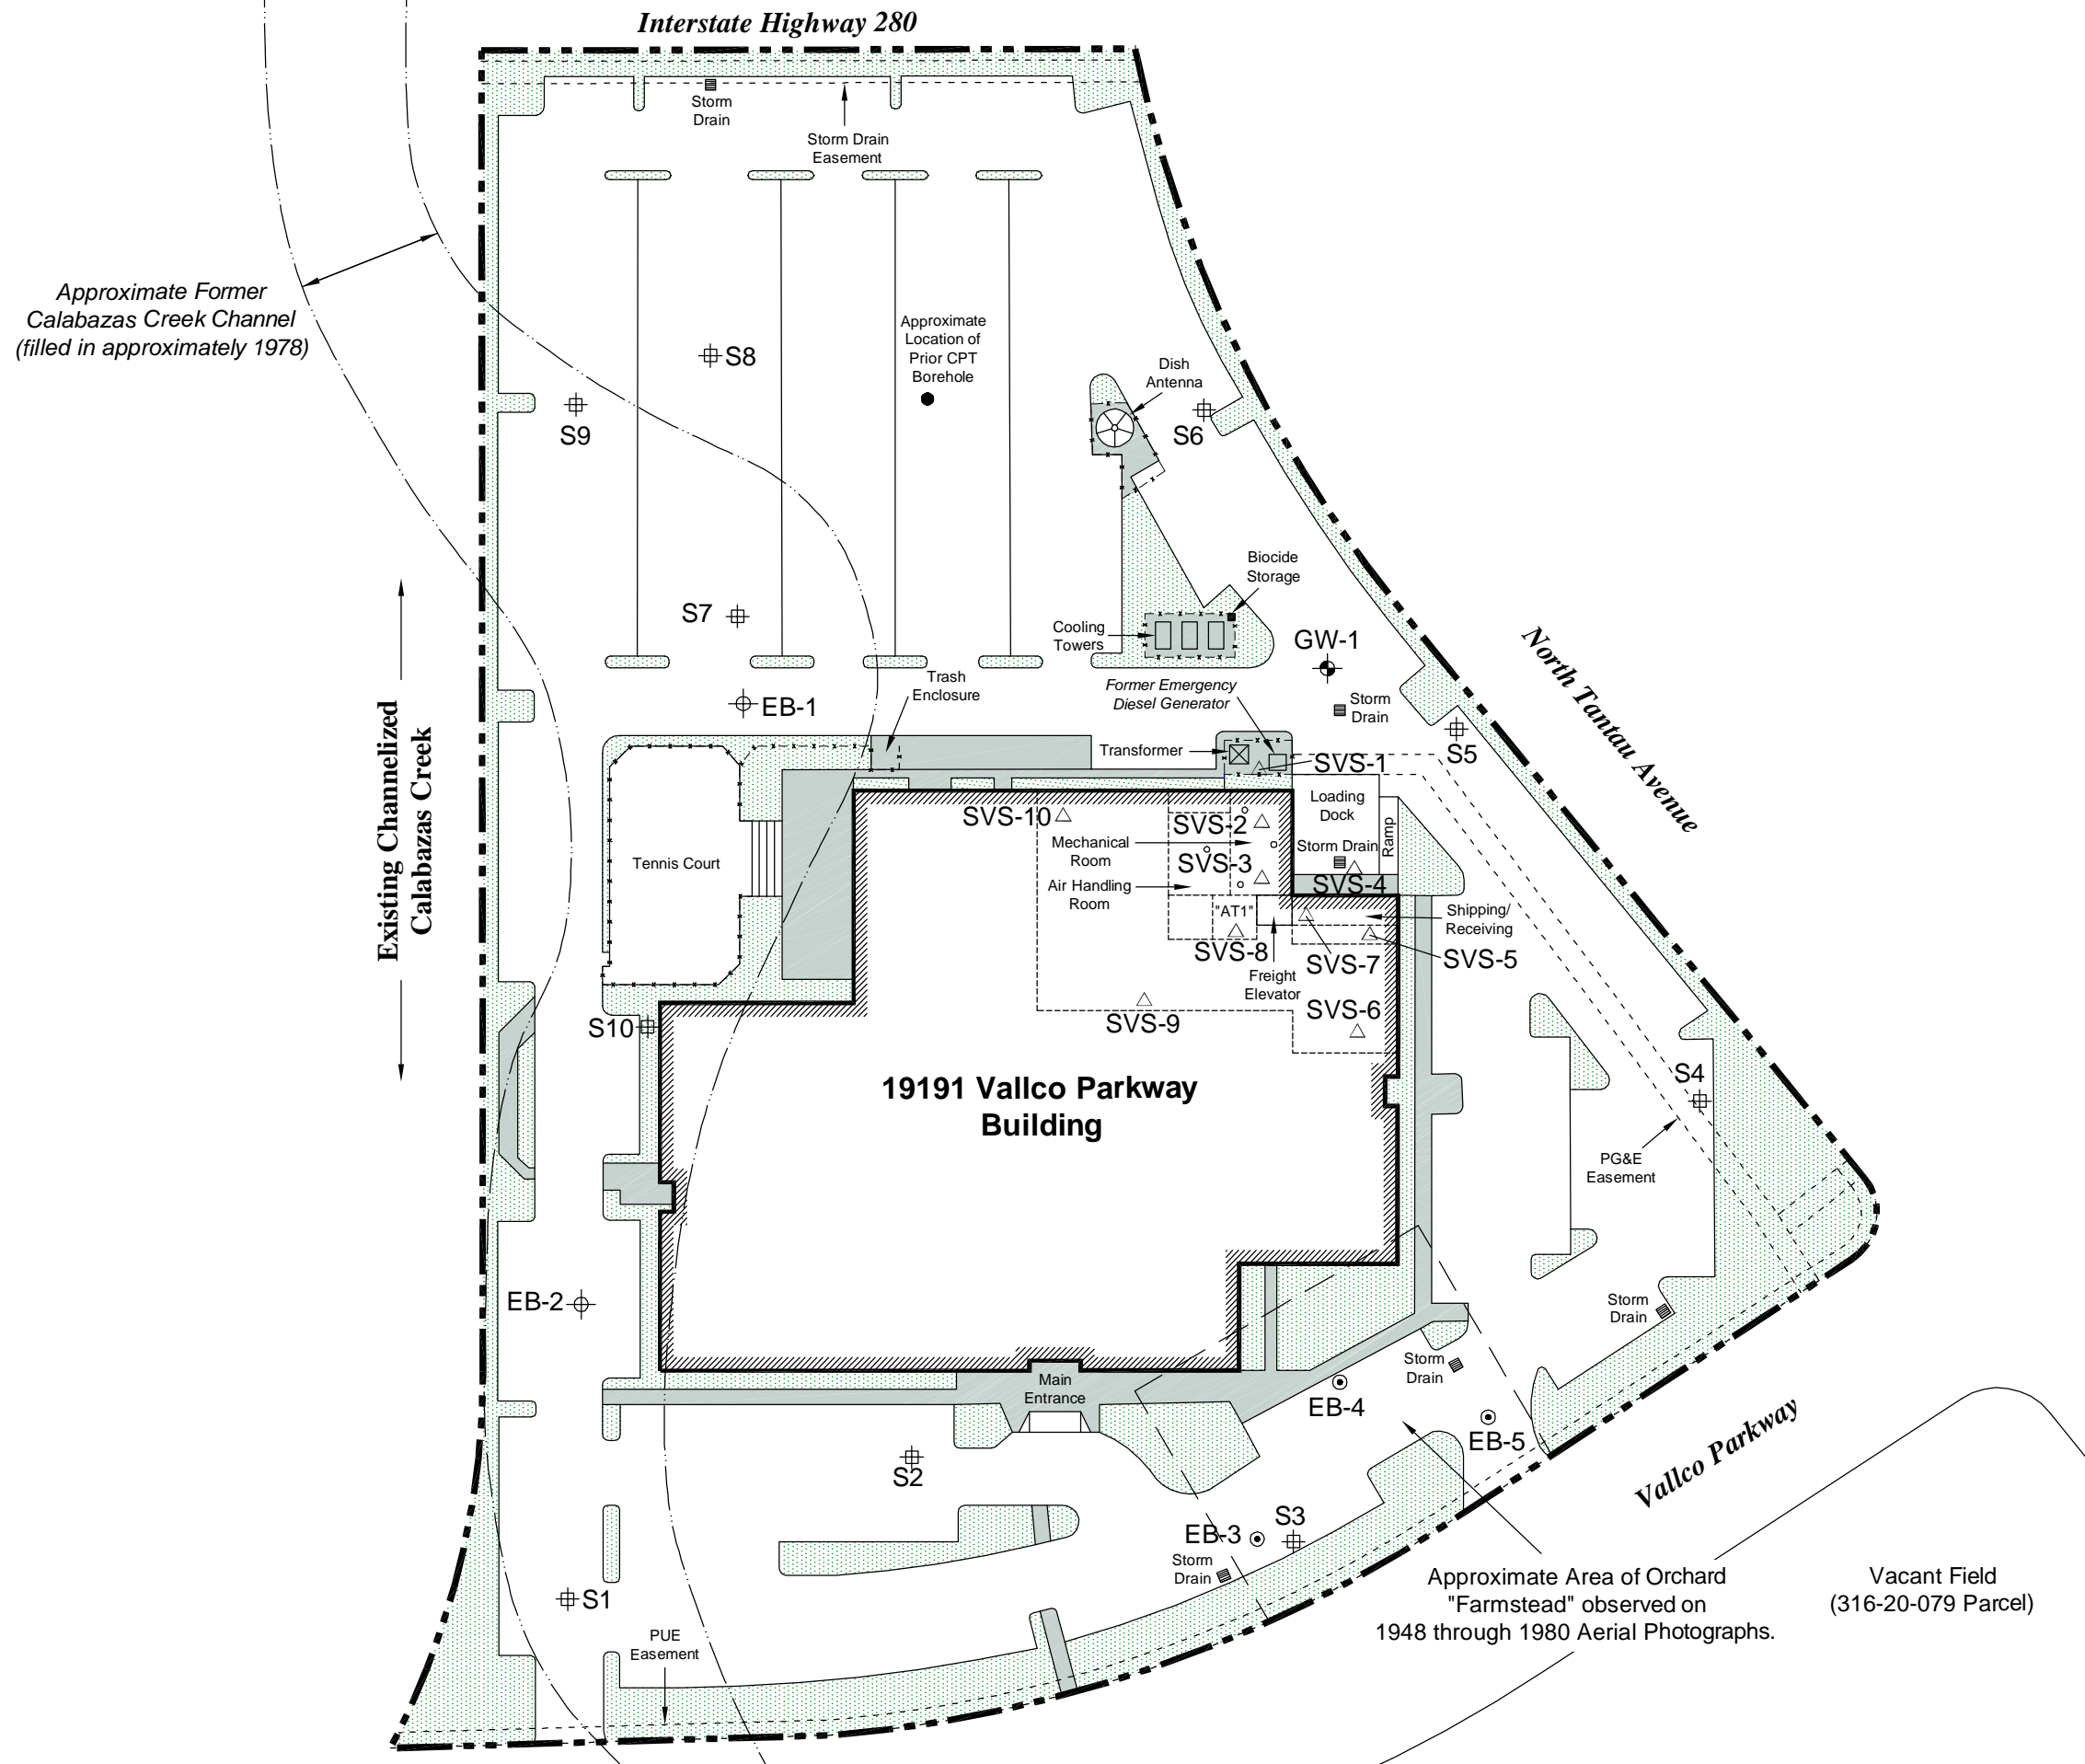 Interstate Highway 280
Storm
Drain
Storm Drain
Easement
Approximate Former
Calabazas Creek Channel
(filled in approximately 1978)
Approximate
Location of
Prior CPT
Borehole
S8
S9
Dish
Antenna
S6
Biocide
Storage
S7
Cooling
Towers
GW-1
North Tantau Avenue
EB-1
Trash
Enclosure
Former Emergency
Diesel Generator
Storm
Drain
S5
Transformer
SVS-1
Existing Channelized
Calabazas Creek
Tennis Court
SVS-10
SVS-2
Mechanical
Room
SVS-3
Air Handling
Room
Loading
Dock
Ramp
Storm Drain
SVS-4
"AT1"
Shipping/
Receiving
SVS-8
SVS-7
SVS-5
Freight
Elevator
SVS-9
SVS-6
S10
S4
19191 Vallco Parkway
Building
PG&E
Easement
EB-2
Storm
Drain
Storm
Drain
Main
Entrance
EB-4
EB-5
Vallco Parkway
S2
S3
EB-3
Storm
Drain
S1
PUE
Easement
Approximate Area of Orchard
"Farmstead" observed on
1948 through 1980 Aerial Photographs.
Vacant Field
(316-20-079 Parcel)